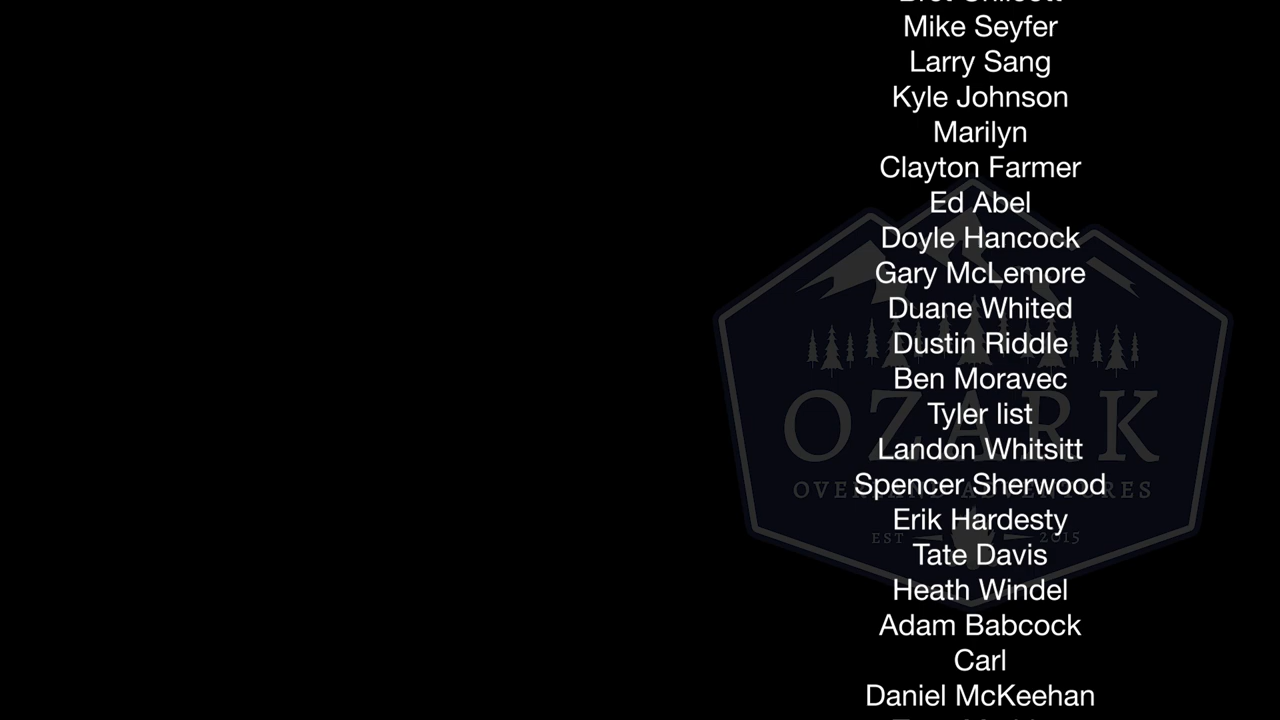 Mike Seyfer
Larry Sang
Kyle Johnson
Marilyn
Clayton Farmer
Ed Abel
Doyle Hancock
Gary McLemore
Duane Whited
Dustin Riddle
Ben Moravec
Tyler list
OZARK
Landon Whitsitt
Spencer Sherwood
OVERLAND ADVENTURES
Erik Hardesty
EST 2015
Tate Davis
Heath Windel
Adam Babcock
Carl
Daniel McKeehan